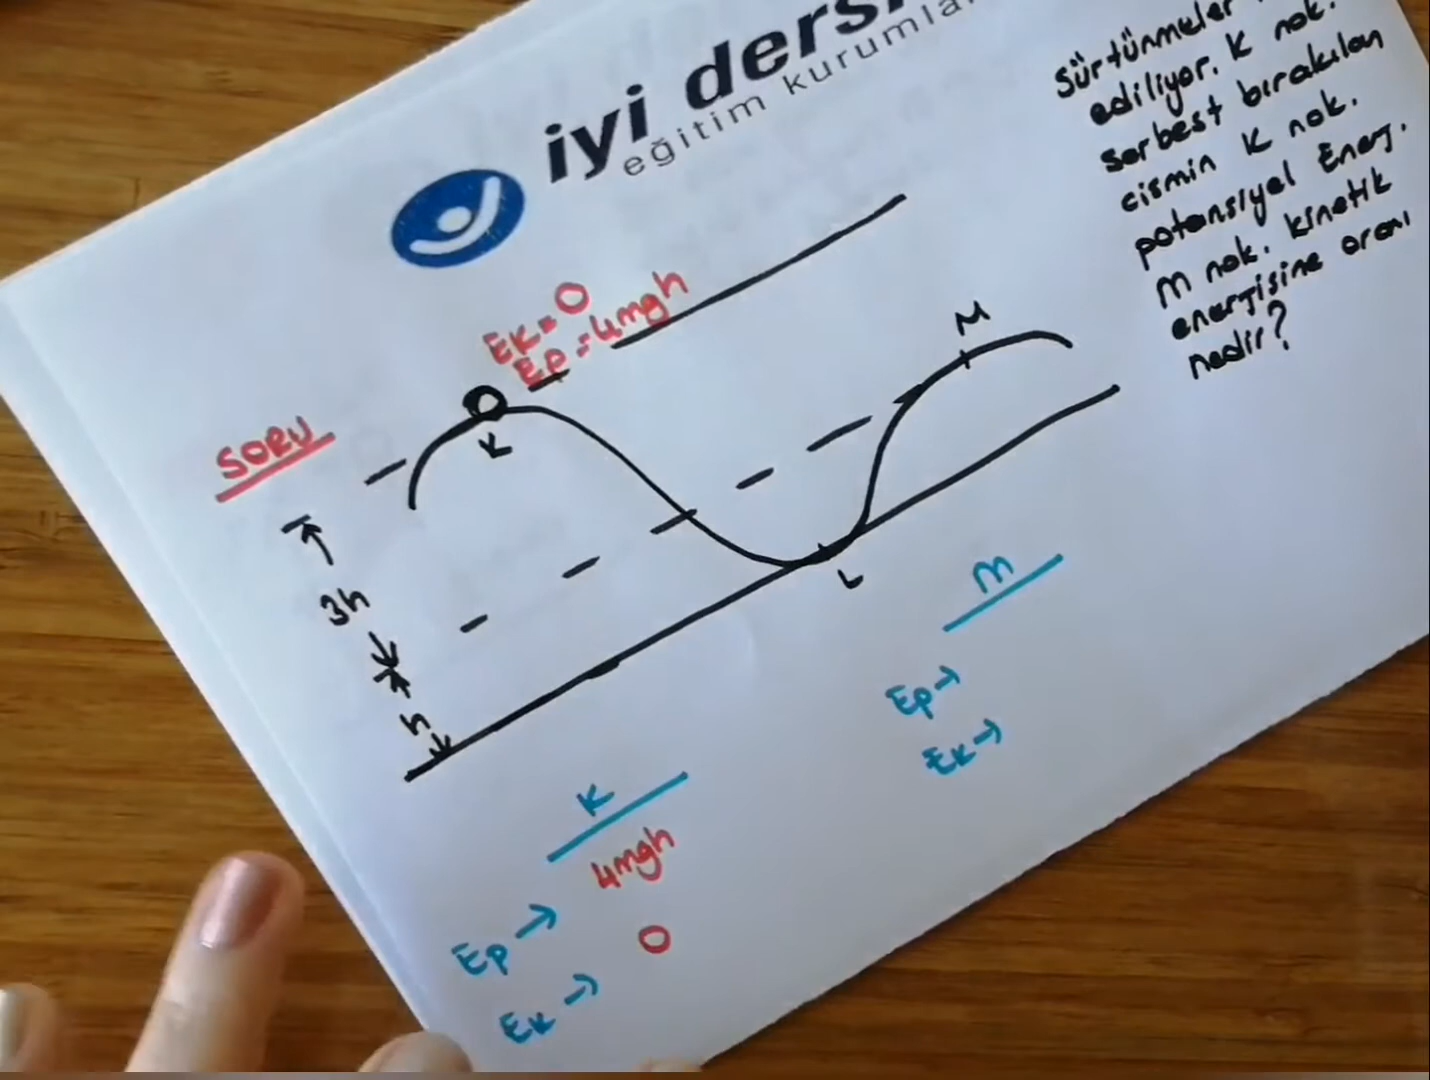 iyi ders
eğitim kurumla
Sürtünmeler
ediliyor. K nok.
serbest bırakılan
cismin K nok.
potansiyel Enerj.
M nok. kinetik
enerjisine oranı
nedir?
SORU
EK=0
EP=4mgh
K
M
L
3h
h
K
4mgh
EP→
0
EK→
M
EP→
EK→